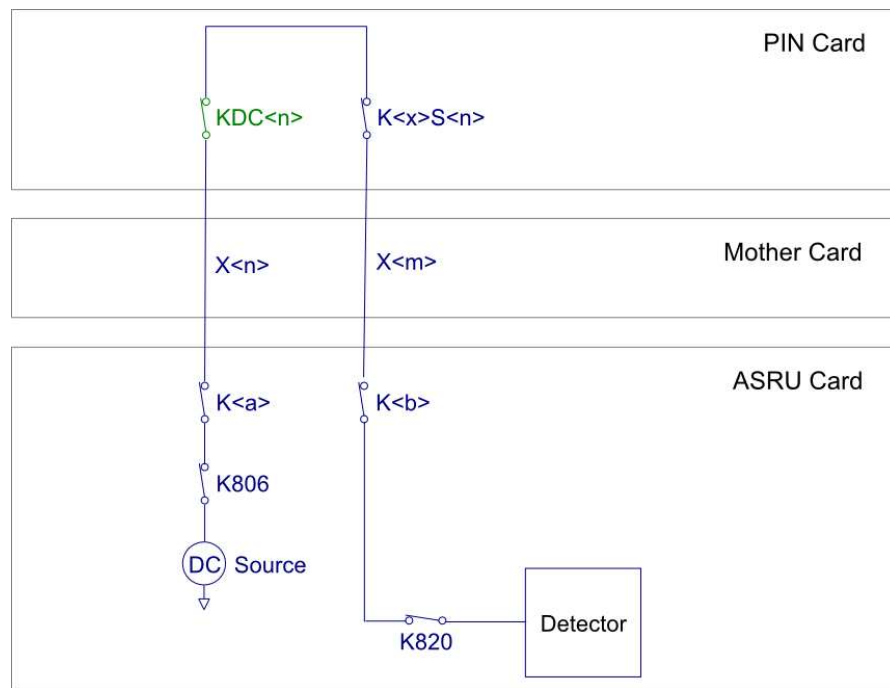 PIN Card
KDC<n>
K<x>S<n>
Mother Card
X<n>
X<m>
ASRU Card
K<a>
K<b>
K806
DC
Source
Detector
K820